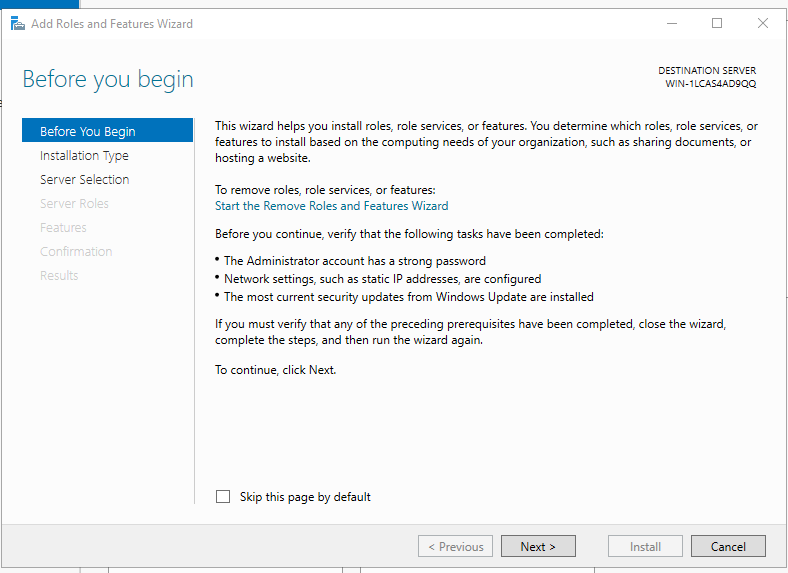 Add Roles and Features Wizard
Before you begin
DESTINATION SERVER
WIN-1LCAS4AD9QQ
Before You Begin
Installation Type
Server Selection
Server Roles
Features
Confirmation
Results
This wizard helps you install roles, role services, or features. You determine which roles, role services, or
features to install based on the computing needs of your organization, such as sharing documents, or
hosting a website.
To remove roles, role services, or features:
Start the Remove Roles and Features Wizard
Before you continue, verify that the following tasks have been completed:
• The Administrator account has a strong password
• Network settings, such as static IP addresses, are configured
• The most current security updates from Windows Update are installed
If you must verify that any of the preceding prerequisites have been completed, close the wizard,
complete the steps, and then run the wizard again.
To continue, click Next.
Skip this page by default
< Previous
Next >
Install
Cancel